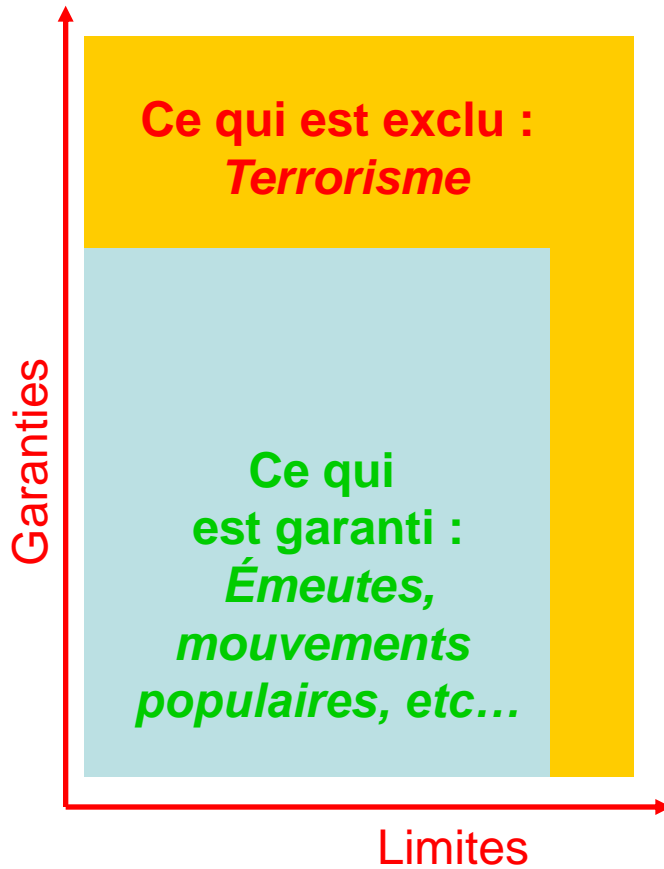 Ce qui est exclu :
Terrorisme
Garanties
Ce qui
est garanti :
Émeutes,
mouvements
populaires, etc…
Limites